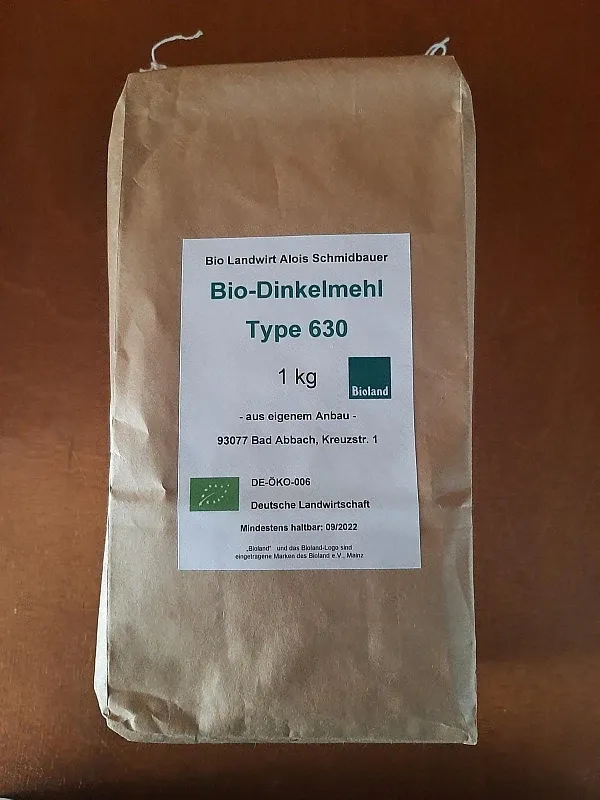 Bio Landwirt Alois Schmidbauer
Bio-Dinkelmehl
Type 630
1 kg
Bioland
- aus eigenem Anbau -
93077 Bad Abbach, Kreuzstr. 1
DE-ÖKO-006
Deutsche Landwirtschaft
Mindestens haltbar: 09/2022
„Bioland" und das Bioland-Logo sind
eingetragene Marken des Bioland e.V., Mainz